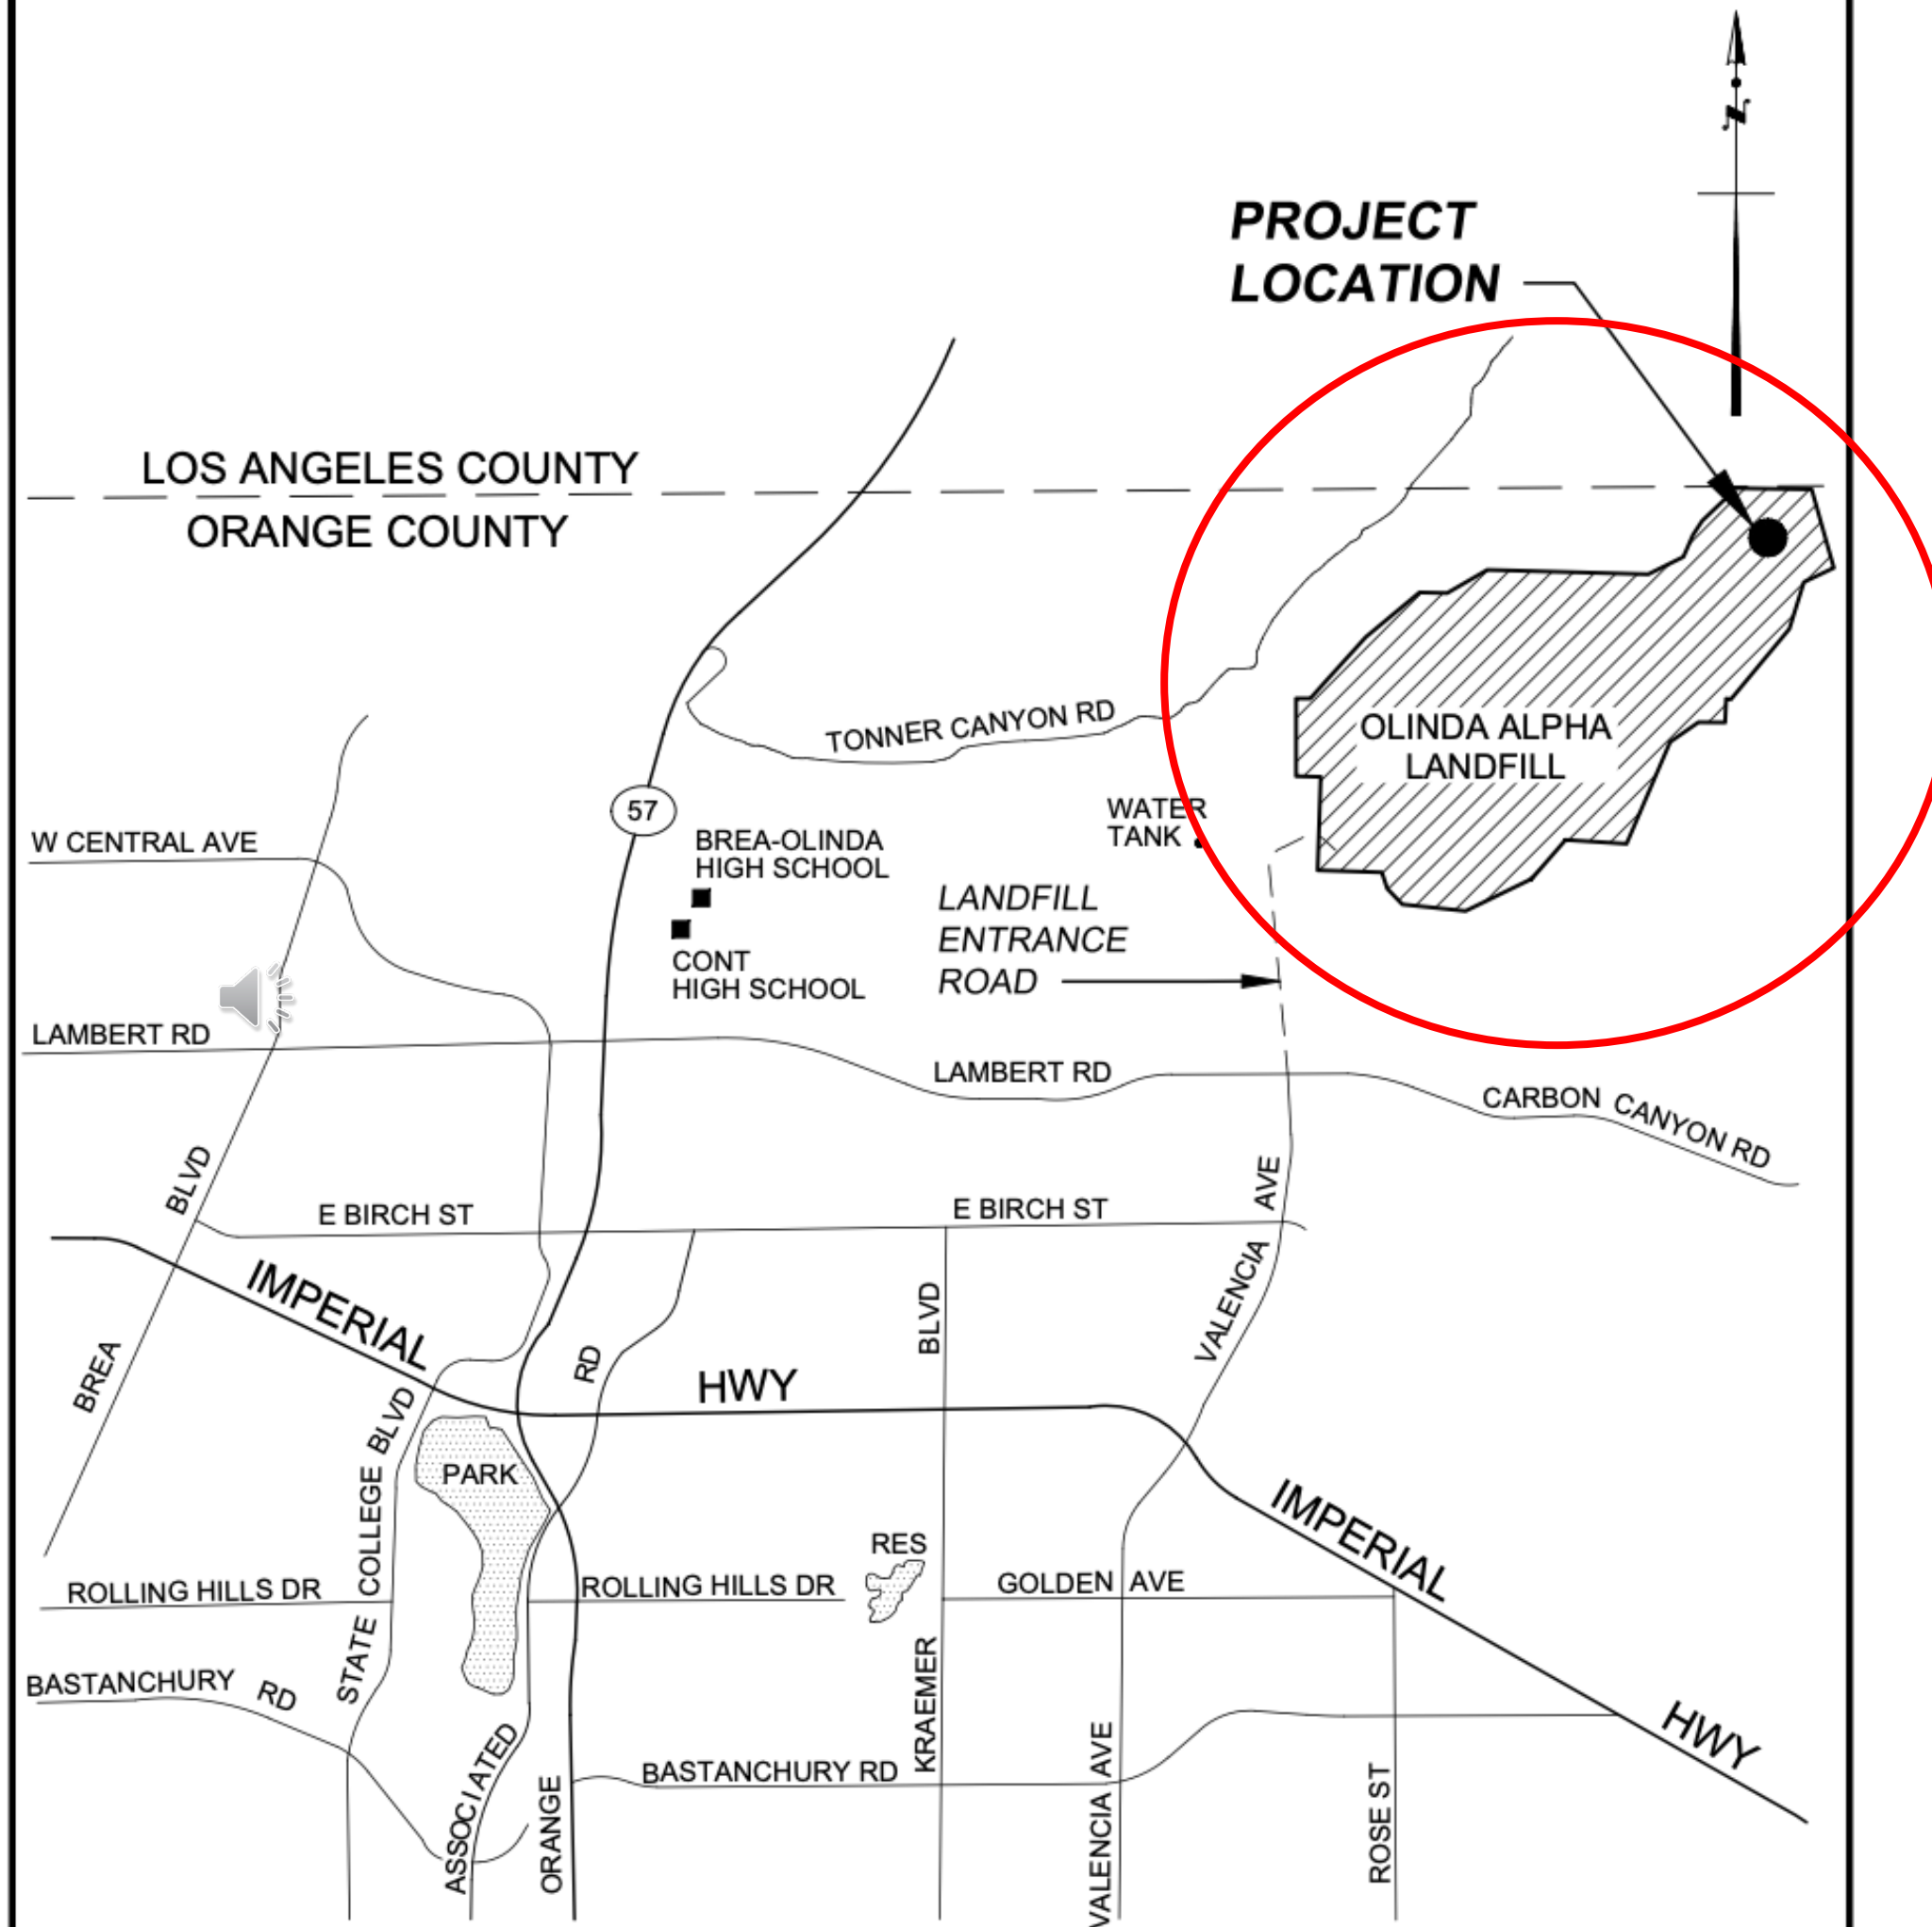 N
PROJECT
LOCATION
LOS ANGELES COUNTY
ORANGE COUNTY
TONNER CANYON RD
OLINDA ALPHA
LANDFILL
57
WATER
TANK
W CENTRAL AVE
BREA-OLINDA
HIGH SCHOOL
LANDFILL
ENTRANCE
ROAD
CONT
HIGH SCHOOL
LAMBERT RD
LAMBERT RD
CARBON CANYON RD
BREA BLVD
E BIRCH ST
E BIRCH ST
VALENCIA AVE
IMPERIAL HWY
STATE COLLEGE BLVD
ASSOCIATED RD
KRAEMER BLVD
PARK
IMPERIAL HWY
RES
ROLLING HILLS DR
ROLLING HILLS DR
GOLDEN AVE
BASTANCHURY RD
BASTANCHURY RD
ORANGE
VALENCIA AVE
ROSE ST